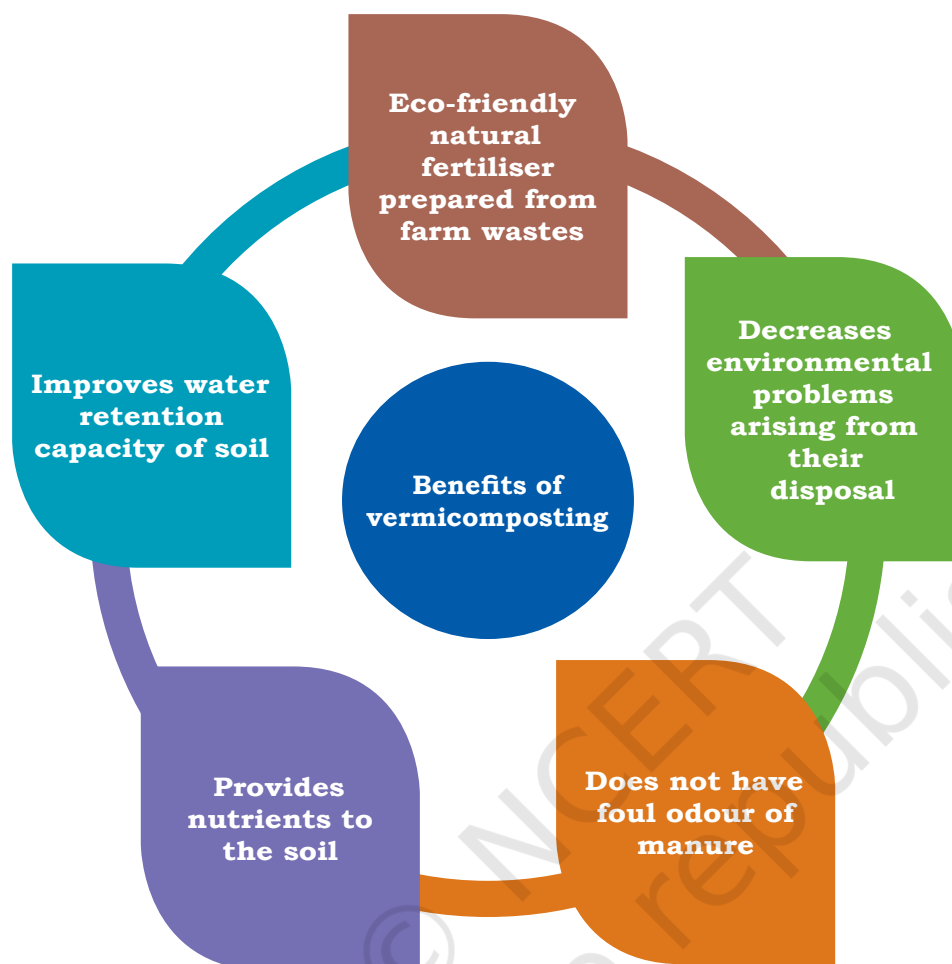 Eco-friendly
natural
fertiliser
prepared from
farm wastes
Decreases
environmental
problems
arising from
their
disposal
Does not have
foul odour of
manure
Provides
nutrients to
the soil
Improves water
retention
capacity of soil
Benefits of
vermicomposting
© NCERT